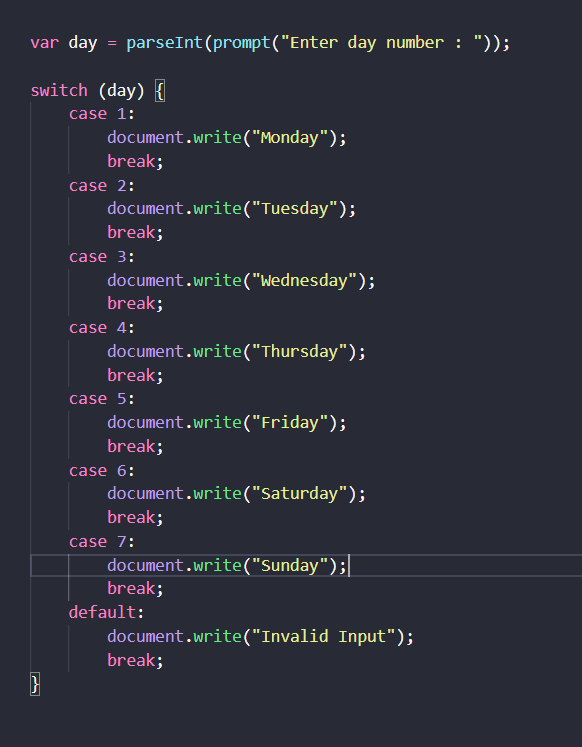 var day = parseInt(prompt("Enter day number : "));
switch (day) {
case 1:
document.write("Monday");
break;
case 2:
document.write("Tuesday");
break;
case 3:
document.write("Wednesday");
break;
case 4:
document.write("Thursday");
break;
case 5:
document.write("Friday");
break;
case 6:
document.write("Saturday");
break;
case 7:
document.write("Sunday");
break;
default:
document.write("Invalid Input");
break;
}